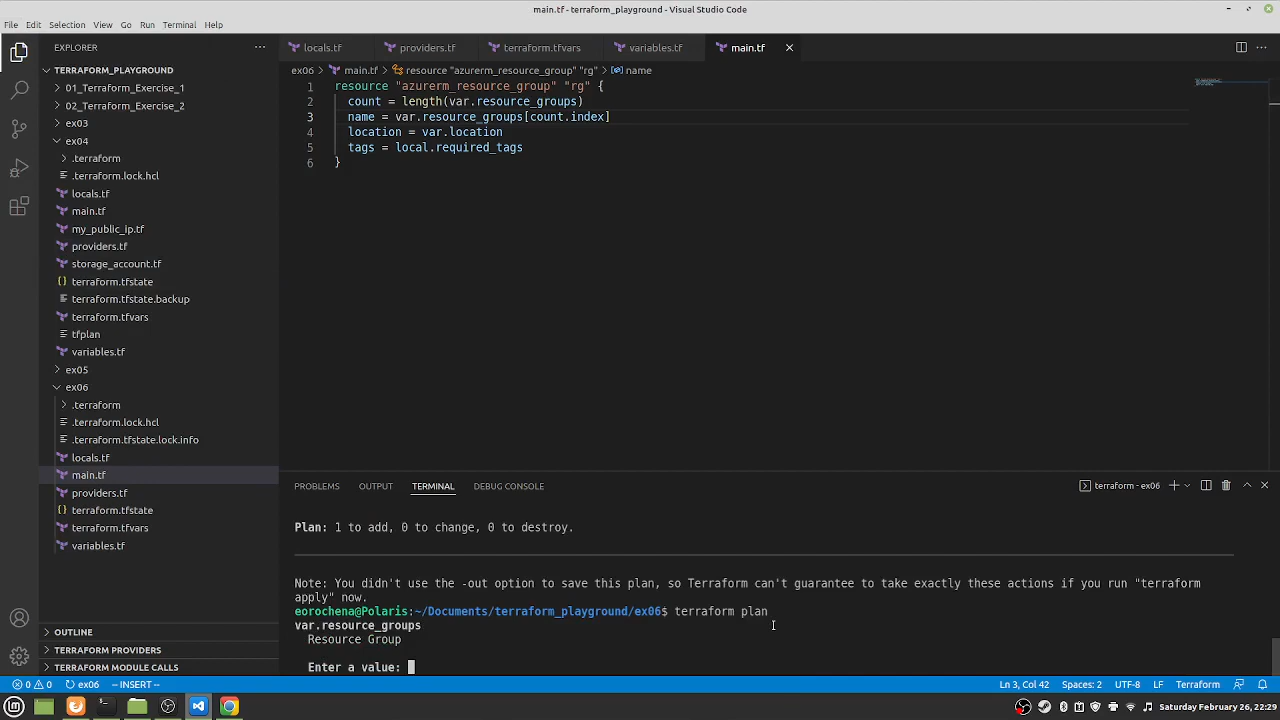 main.tf - terraform_playground - Visual Studio Code
File Edit Selection View Go Run Terminal Help
EXPLORER
TERRAFORM_PLAYGROUND
01_Terraform_Exercise_1
02_Terraform_Exercise_2
ex03
ex04
.terraform
.terraform.lock.hcl
locals.tf
main.tf
my_public_ip.tf
providers.tf
storage_account.tf
terraform.tfstate
terraform.tfstate.backup
terraform.tfvars
tfplan
variables.tf
ex05
ex06
.terraform
.terraform.lock.hcl
.terraform.tfstate.lock.info
locals.tf
main.tf
providers.tf
terraform.tfstate
terraform.tfvars
variables.tf
OUTLINE
TERRAFORM PROVIDERS
TERRAFORM MODULE CALLS
locals.tf providers.tf terraform.tfvars variables.tf main.tf
ex06 > main.tf > resource "azurerm_resource_group" "rg" > name
1 resource "azurerm_resource_group" "rg" {
2 count = length(var.resource_groups)
3 name = var.resource_groups[count.index]
4 location = var.location
5 tags = local.required_tags
6 }
PROBLEMS OUTPUT TERMINAL DEBUG CONSOLE
terraform - ex06
Plan: 1 to add, 0 to change, 0 to destroy.
Note: You didn't use the -out option to save this plan, so Terraform can't guarantee to take exactly these actions if you run "terraform
apply" now.
eorochena@Polaris:~/Documents/terraform_playground/ex06$ terraform plan
var.resource_groups
Resource Group
Enter a value:
0 0 ex06 -- INSERT -- Ln 3, Col 42 Spaces: 2 UTF-8 LF Terraform
Saturday February 26, 22:29